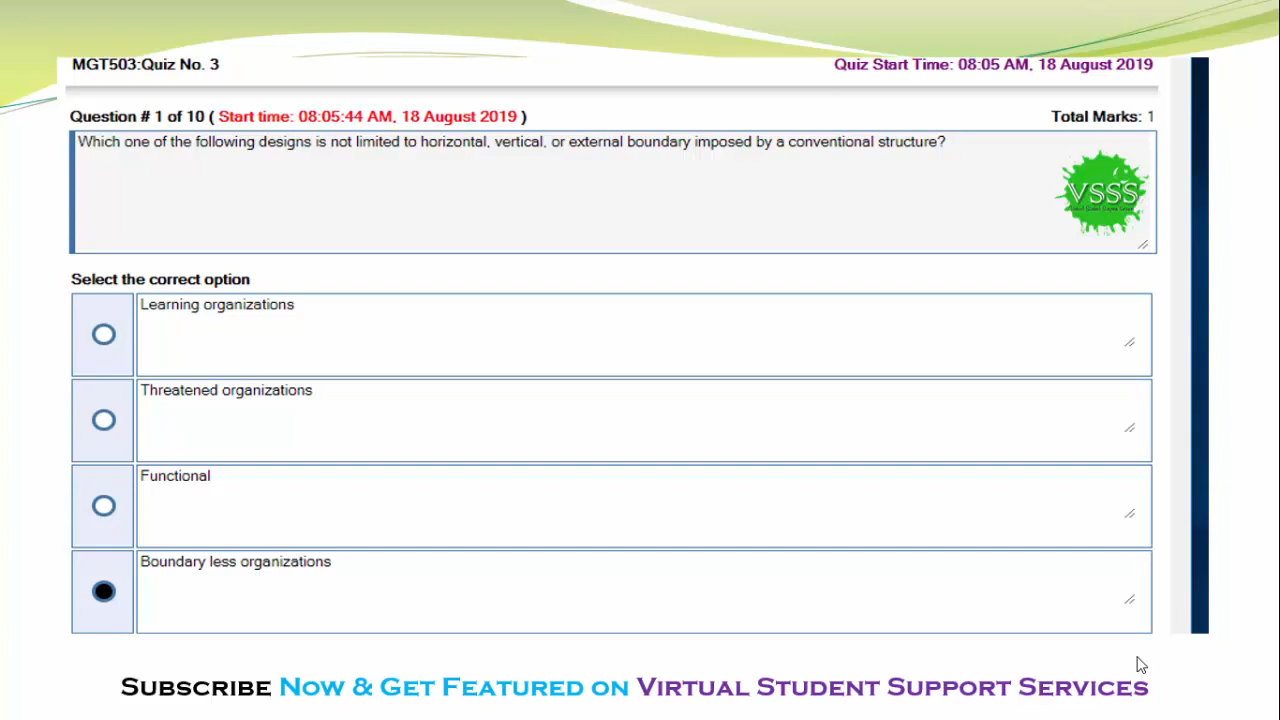 MGT503:Quiz No. 3
Quiz Start Time: 08:05 AM, 18 August 2019
Question # 1 of 10 ( Start time: 08:05:44 AM, 18 August 2019 )
Total Marks: 1
Which one of the following designs is not limited to horizontal, vertical, or external boundary imposed by a conventional structure?
VSSS
Select the correct option
Learning organizations
Threatened organizations
Functional
Boundary less organizations
SUBSCRIBE NOW & GET FEATURED ON VIRTUAL STUDENT SUPPORT SERVICES